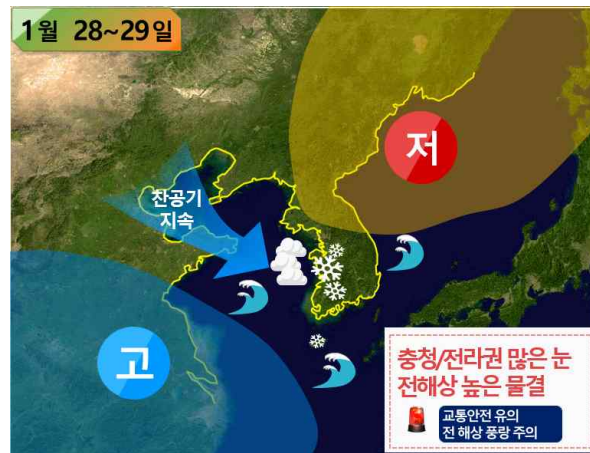 1월 28~29일
저
찬공기
지속
고
충청/전라권 많은 눈
전해상 높은 물결
교통안전 유의
전 해상 풍랑 주의